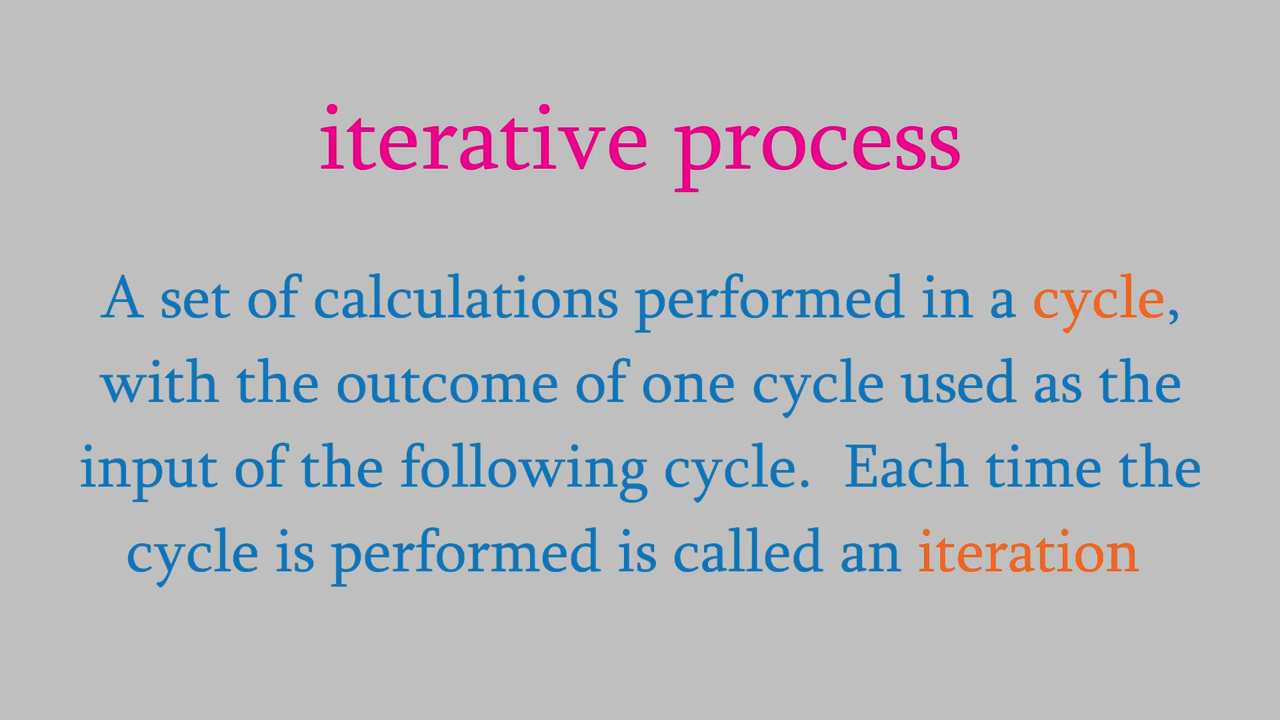 iterative process
A set of calculations performed in a cycle,
with the outcome of one cycle used as the
input of the following cycle.  Each time the
cycle is performed is called an iteration